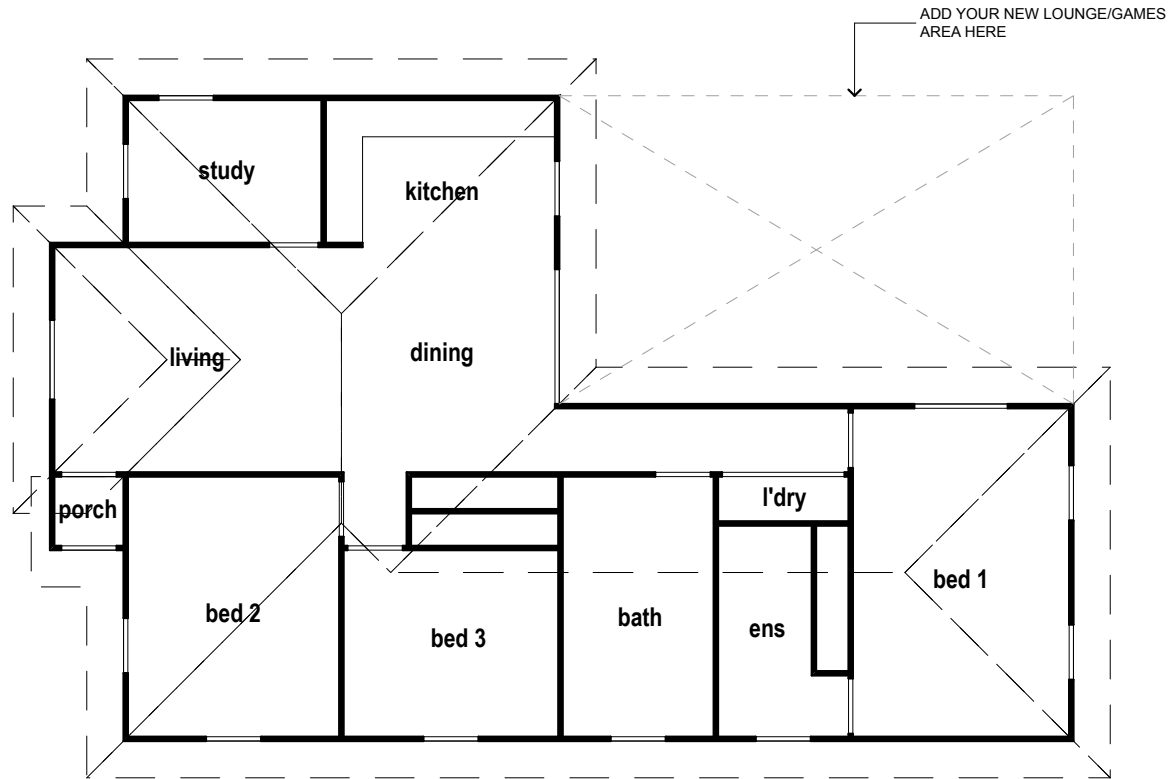 ADD YOUR NEW LOUNGE/GAMES
AREA HERE
study
kitchen
living
dining
porch
l'dry
bed 1
bed 2
bath
ens
bed 3